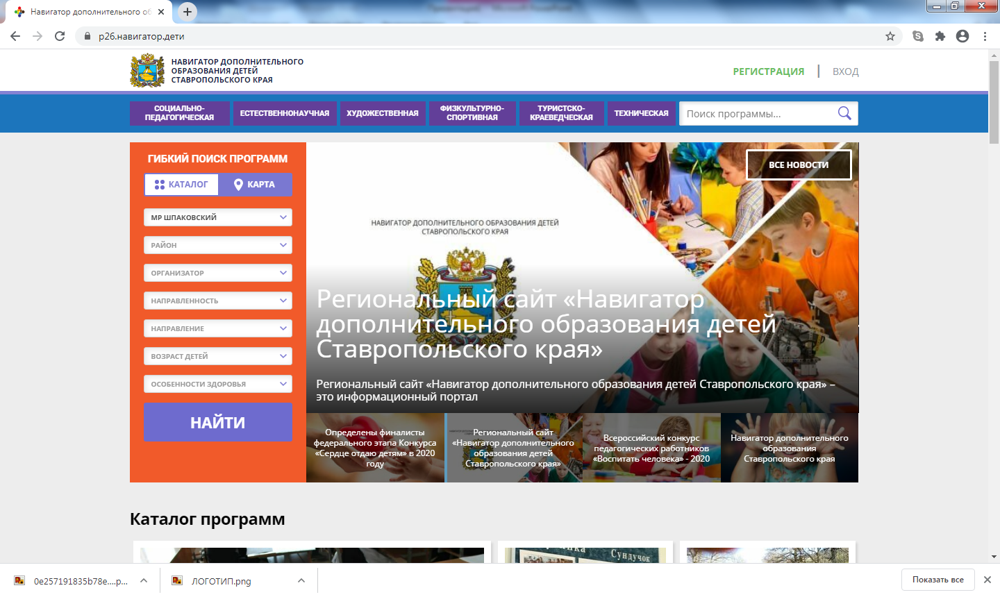 Навигатор дополнительного об
р26.навигатор.дети
НАВИГАТОР ДОПОЛНИТЕЛЬНОГО
ОБРАЗОВАНИЯ ДЕТЕЙ
СТАВРОПОЛЬСКОГО КРАЯ
РЕГИСТРАЦИЯ
ВХОД
СОЦИАЛЬНО-
ПЕДАГОГИЧЕСКАЯ
ЕСТЕСТВЕННОНАУЧНАЯ
ХУДОЖЕСТВЕННАЯ
ФИЗКУЛЬТУРНО-
СПОРТИВНАЯ
ТУРИСТСКО-
КРАЕВЕДЧЕСКАЯ
ТЕХНИЧЕСКАЯ
Поиск программы...
ГИБКИЙ ПОИСК ПРОГРАММ
КАТАЛОГ
КАРТА
МР ШПАКОВСКИЙ
РАЙОН
ОРГАНИЗАТОР
НАПРАВЛЕННОСТЬ
НАПРАВЛЕНИЕ
ВОЗРАСТ ДЕТЕЙ
ОСОБЕННОСТИ ЗДОРОВЬЯ
НАЙТИ
ВСЕ НОВОСТИ
НАВИГАТОР ДОПОЛНИТЕЛЬНОГО ОБРАЗОВАНИЯ ДЕТЕЙ
СТАВРОПОЛЬСКОГО КРАЯ
Региональный сайт «Навигатор
дополнительного образования детей
Ставропольского края»
Региональный сайт «Навигатор дополнительного образования детей Ставропольского края» –
это информационный портал
Определены финалисты
федерального этапа Конкурса
«Сердце отдаю детям» в 2020
году
Региональный сайт
«Навигатор дополнительного
образования детей
Ставропольского края»
Всероссийский конкурс
педагогических работников
«Воспитать человека» - 2020
Навигатор дополнительного
образования
Ставропольского края
Каталог программ
Сундучок
0e257191835b78e....p...
ЛОГОТИП.png
Показать все